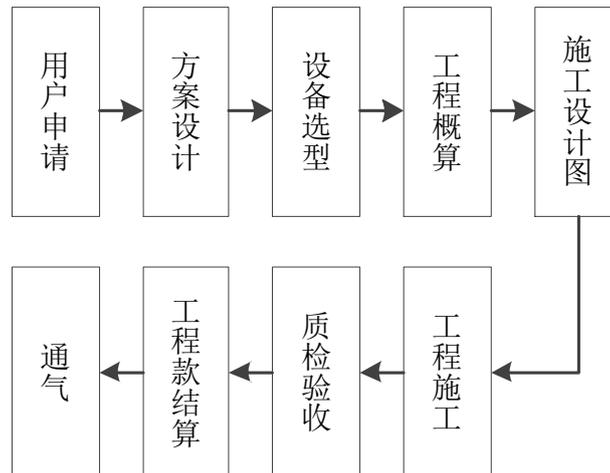 用户申请
方案设计
设备选型
工程概算
施工设计图
工程施工
质检验收
工程款结算
通气